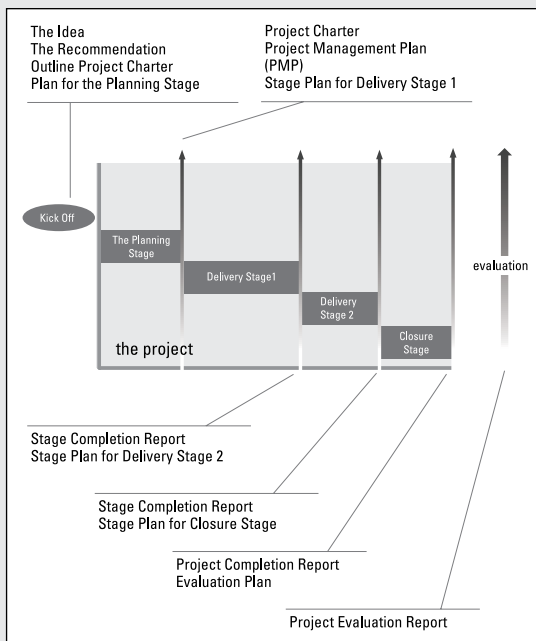 The Idea
The Recommendation
Outline Project Charter
Plan for the Planning Stage
Project Charter
Project Management Plan
(PMP)
Stage Plan for Delivery Stage 1
Kick Off
The Planning
Stage
Delivery Stage1
Delivery
Stage 2
Closure
Stage
the project
evaluation
Stage Completion Report
Stage Plan for Delivery Stage 2
Stage Completion Report
Stage Plan for Closure Stage
Project Completion Report
Evaluation Plan
Project Evaluation Report